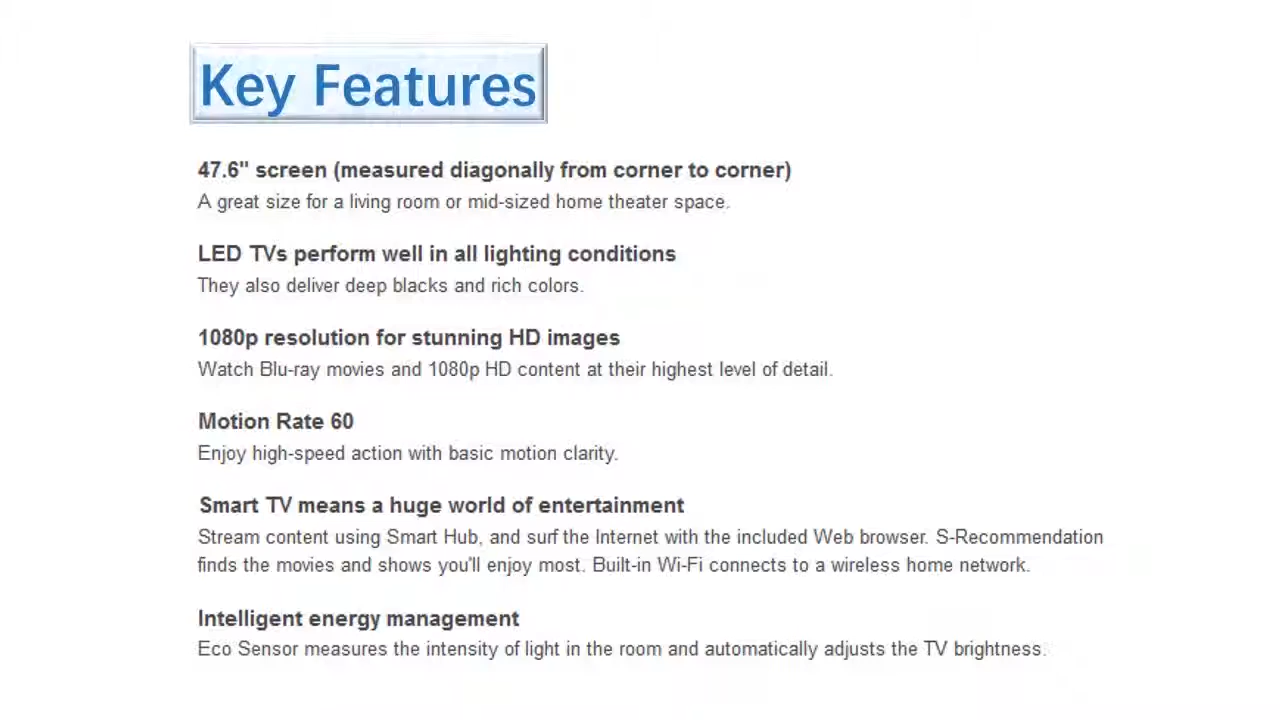 Key Features
47.6" screen (measured diagonally from corner to corner)
A great size for a living room or mid-sized home theater space.
LED TVs perform well in all lighting conditions
They also deliver deep blacks and rich colors.
1080p resolution for stunning HD images
Watch Blu-ray movies and 1080p HD content at their highest level of detail.
Motion Rate 60
Enjoy high-speed action with basic motion clarity.
Smart TV means a huge world of entertainment
Stream content using Smart Hub, and surf the Internet with the included Web browser. S-Recommendation
finds the movies and shows you'll enjoy most. Built-in Wi-Fi connects to a wireless home network.
Intelligent energy management
Eco Sensor measures the intensity of light in the room and automatically adjusts the TV brightness.